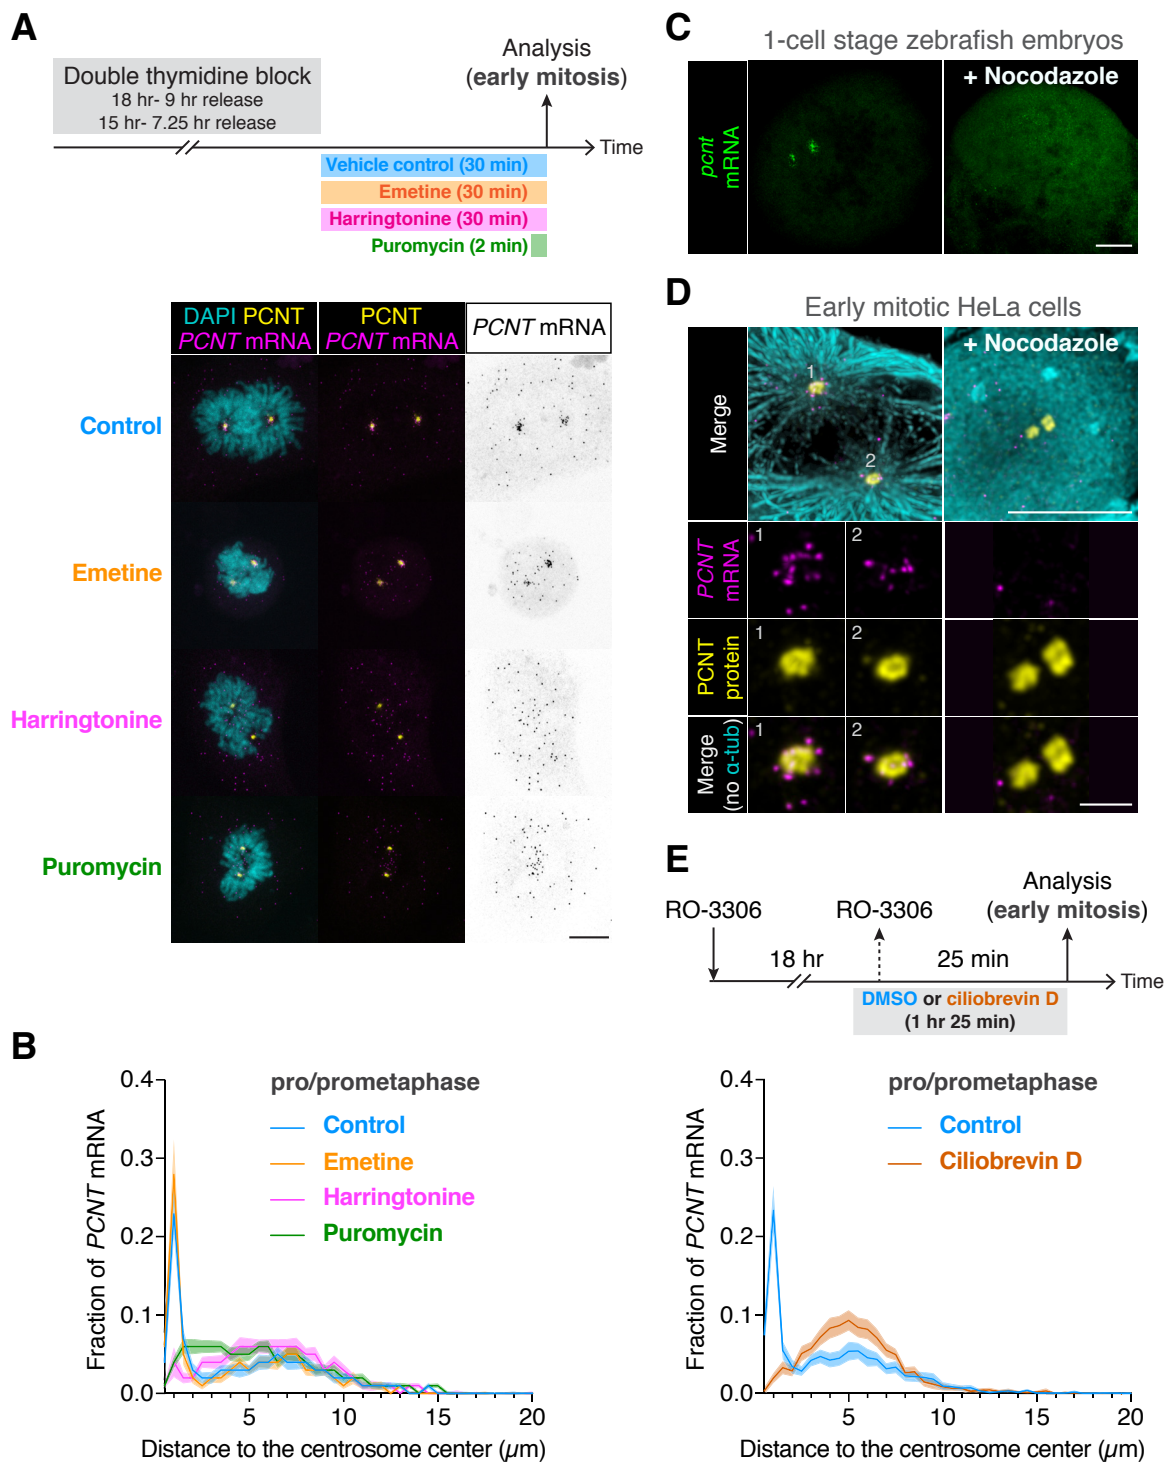 A
Analysis
(early mitosis)
Double thymidine block
18 hr- 9 hr release
15 hr- 7.25 hr release
Time
Vehicle control (30 min)
Emetine (30 min)
Harringtonine (30 min)
Puromycin (2 min)
DAPI PCNT
PCNT mRNA
PCNT
PCNT mRNA
PCNT mRNA
Control
Emetine
Harringtonine
Puromycin
B
0.4
0.3
0.2
0.1
0.0
Fraction of PCNT mRNA
pro/prometaphase
Control
Emetine
Harringtonine
Puromycin
5
10
15
20
Distance to the centrosome center (µm)
C
1-cell stage zebrafish embryos
+ Nocodazole
pcnt
mRNA
D
Early mitotic HeLa cells
+ Nocodazole
Merge
1
2
PCNT
mRNA
1
2
PCNT
protein
1
2
Merge
(no α-tub)
1
2
E
Analysis
(early mitosis)
RO-3306
RO-3306
18 hr
25 min
Time
DMSO or ciliobrevin D
(1 hr 25 min)
0.4
0.3
0.2
0.1
0.0
Fraction of PCNT mRNA
pro/prometaphase
Control
Ciliobrevin D
5
10
15
20
Distance to the centrosome center (µm)